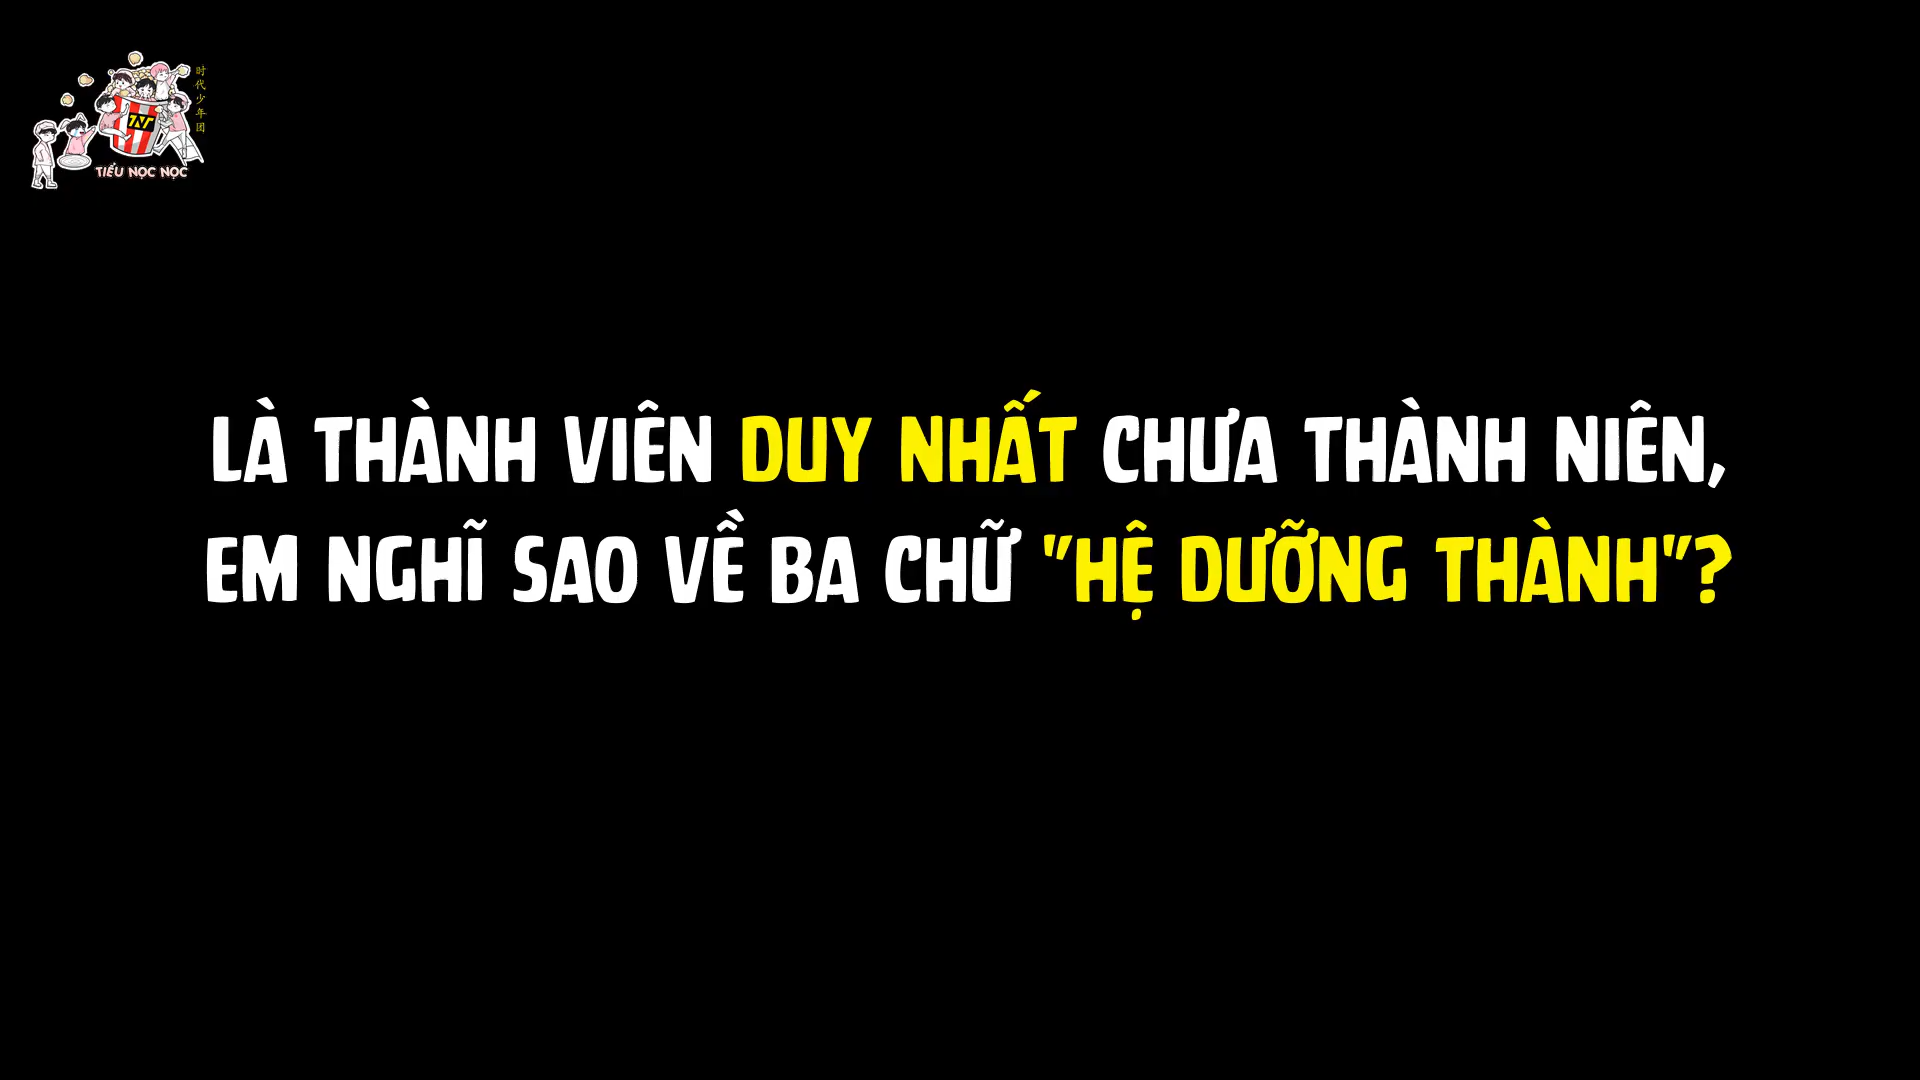 时代少年团
TNT
TIỂU NỌC NỌC
LÀ THÀNH VIÊN DUY NHẤT CHƯA THÀNH NIÊN,
EM NGHĨ SAO VỀ BA CHỮ "HỆ DƯỠNG THÀNH"?